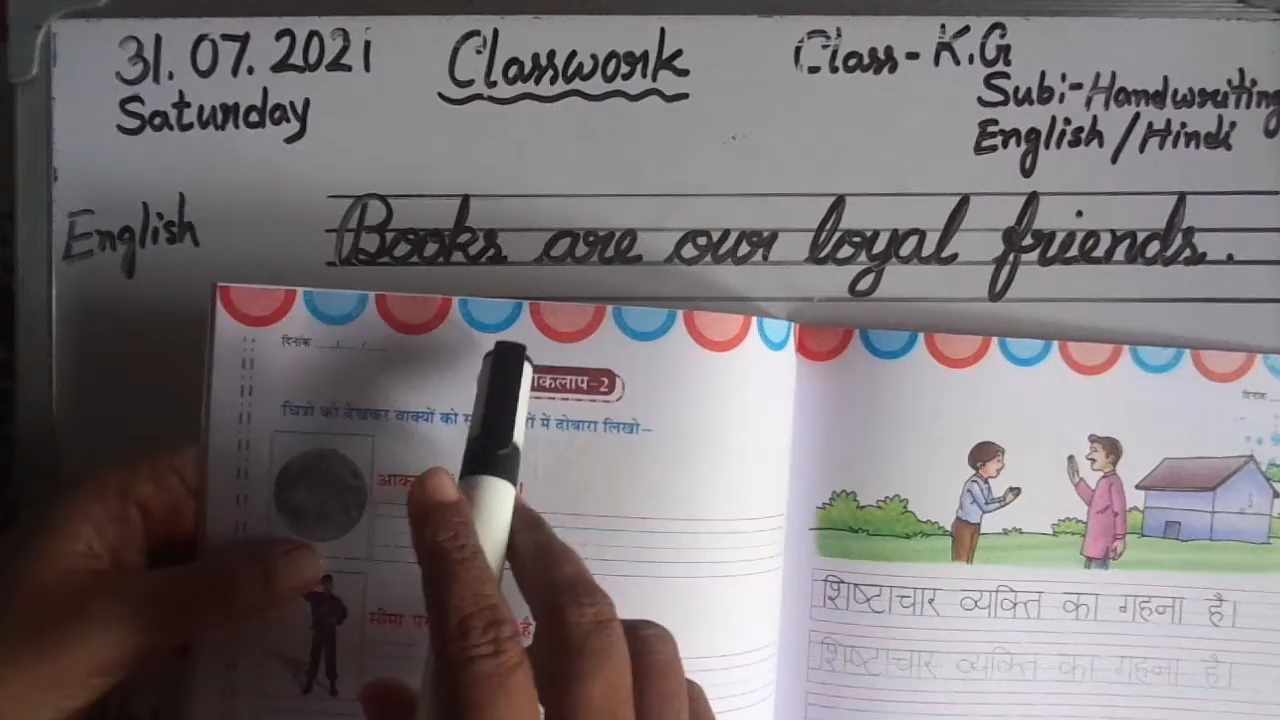 31.07.2021
Saturday
Classwork
Class-K.G
Sub:-Handwriting
English/Hindi
English
Books are our loyal friends.
दिनांक
कलाप-2
चित्रों को देखकर वाक्यों को में दोबारा लिखो–
सीमा है
शिष्टाचार व्यक्ति का गहना है।
शिष्टाचार व्यक्ति का गहना है।